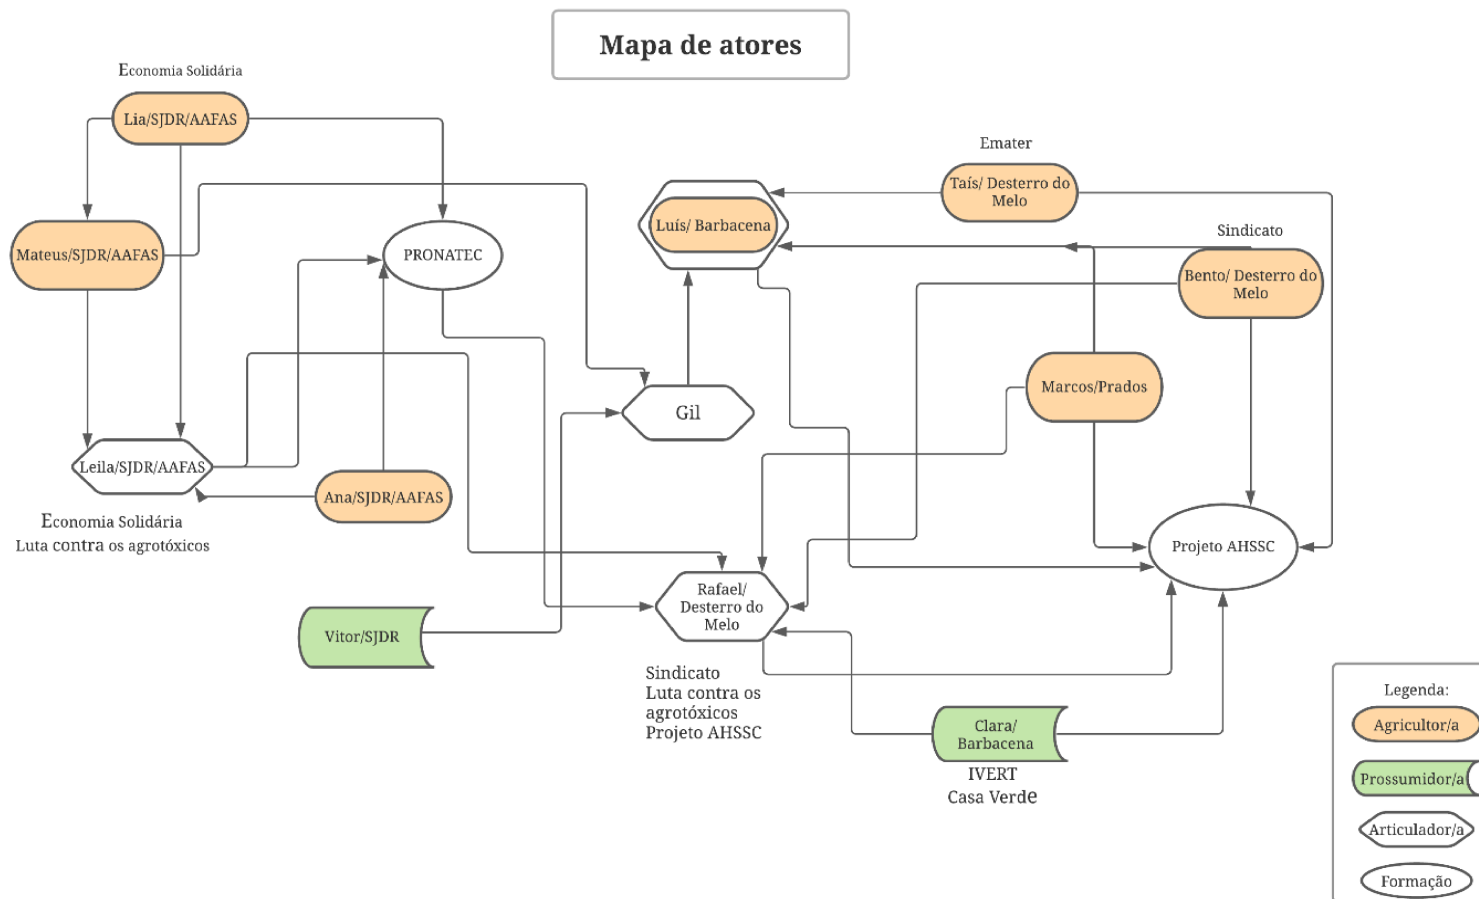 Mapa de atores
Economia Solidária
Lia/SJDR/AAFAS
Emater
Taís/ Desterro do
Melo
Luís/ Barbacena
Sindicato
Mateus/SJDR/AAFAS
PRONATEC
Bento/ Desterro do
Melo
Marcos/Prados
Gil
Leila/SJDR/AAFAS
Ana/SJDR/AAFAS
Economia Solidária
Luta contra os agrotóxicos
Projeto AHSSC
Rafael/
Desterro do
Melo
Vitor/SJDR
Sindicato
Luta contra os
agrotóxicos
Projeto AHSSC
Clara/
Barbacena
IVERT
Casa Verde
Legenda:
Agricultor/a
Prossumidor/a
Articulador/a
Formação